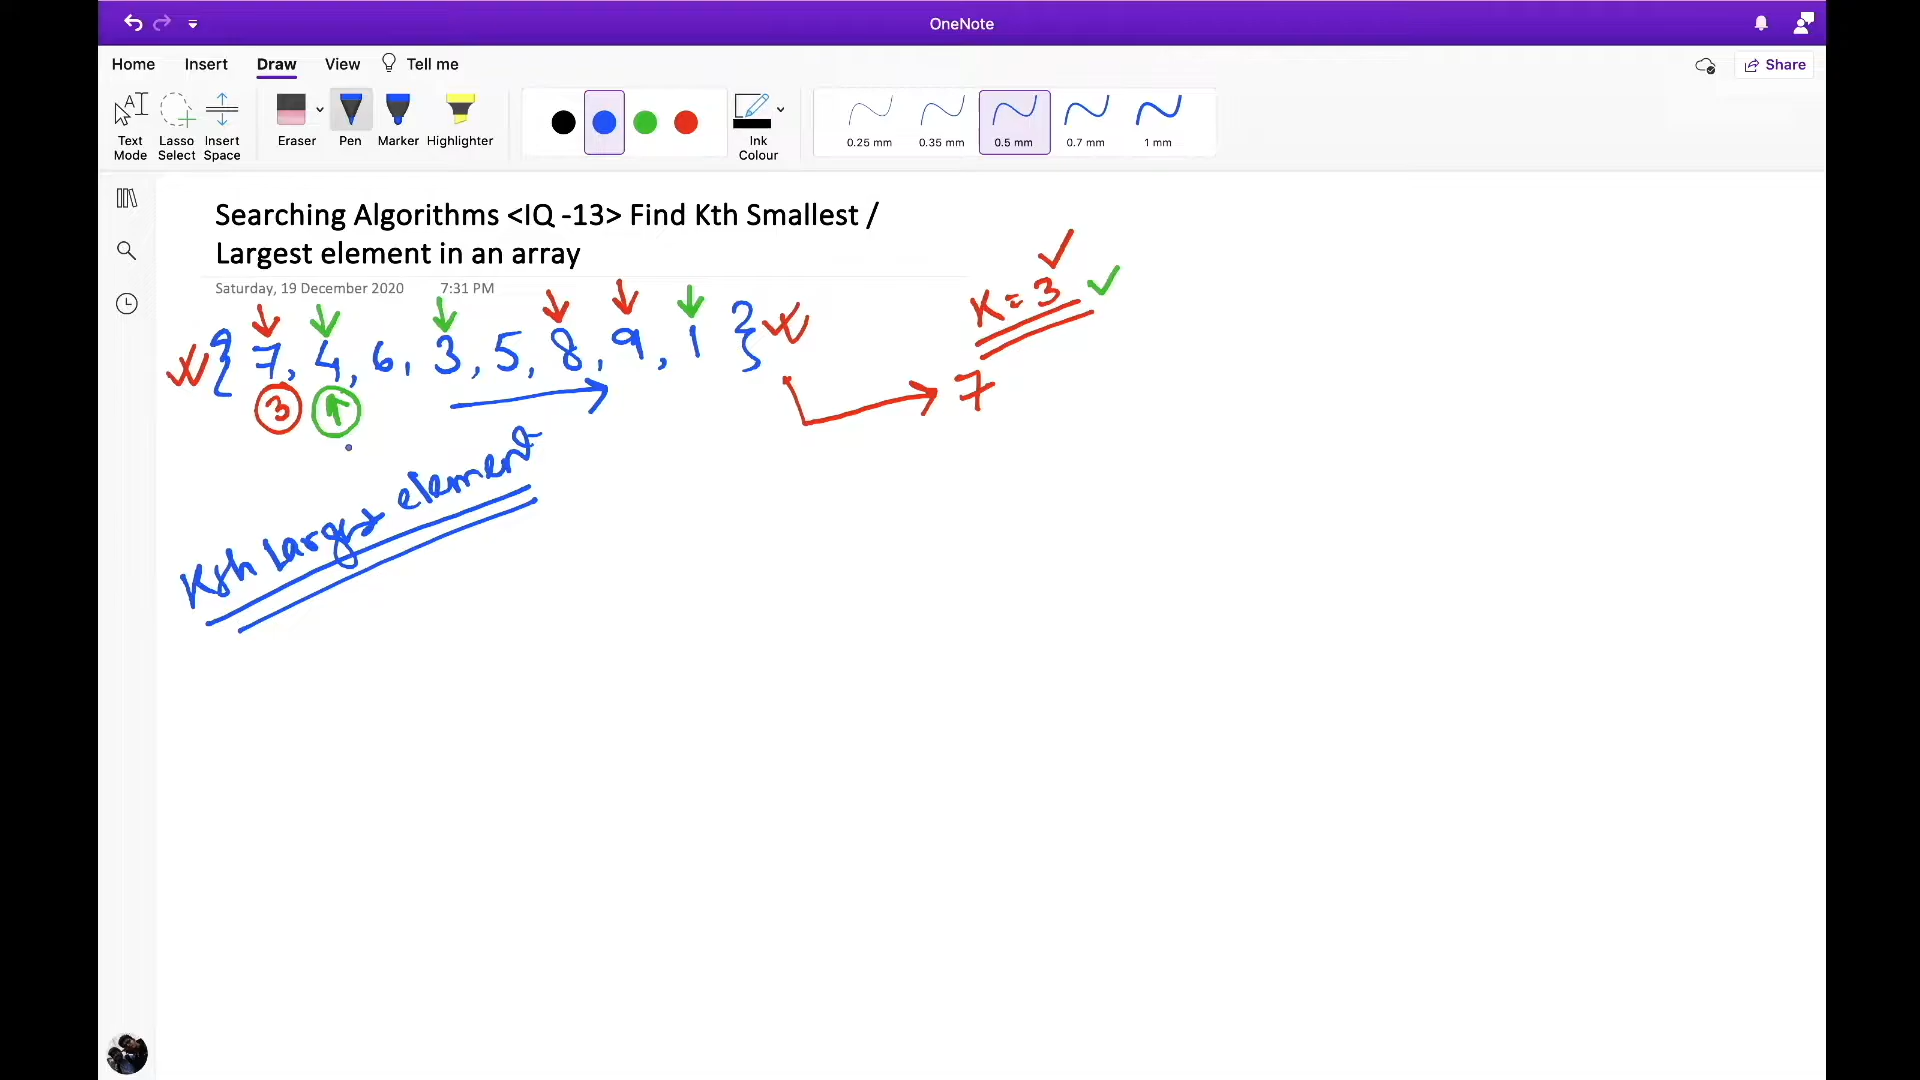 OneNote
Home Insert Draw View Tell me
Share
Text Mode
Lasso Select
Insert Space
Eraser
Pen
Marker
Highlighter
Ink Colour
0.25 mm
0.35 mm
0.5 mm
0.7 mm
1 mm
Searching Algorithms <IQ -13> Find Kth Smallest /
Largest element in an array
Saturday, 19 December 2020 7:31 PM
K = 3
{ 7, 4, 6, 3, 5, 8, 9, 1 }
7
3
Kth Largest element